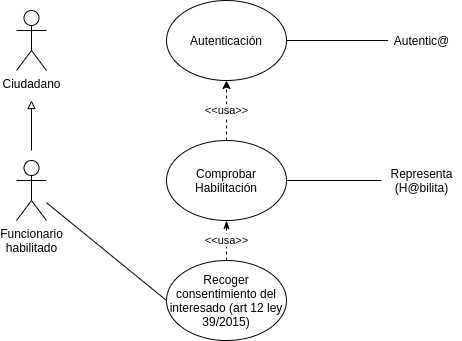 Autenticación
Autentic@
Ciudadano
<<usa>>
Comprobar
Habilitación
Representa
(H@bilita)
Funcionario
habilitado
<<usa>>
Recoger
consentimiento del
interesado (art 12 ley
39/2015)